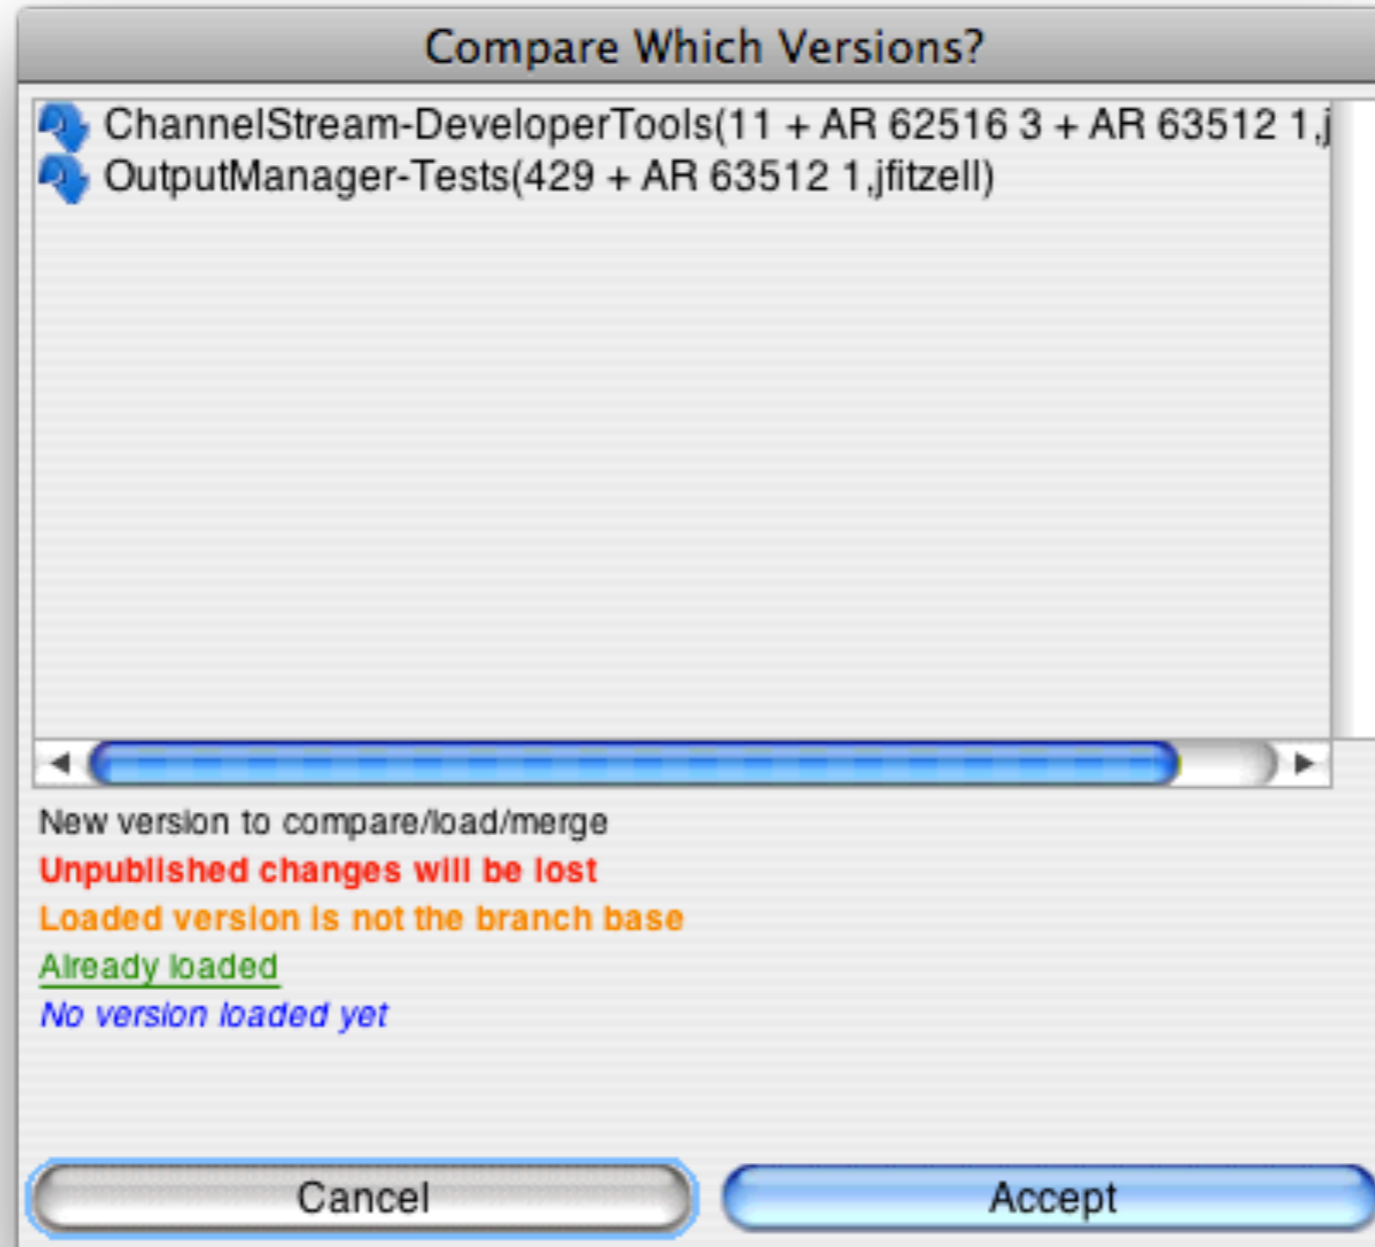 Compare Which Versions?
ChannelStream-DeveloperTools(11 + AR 62516 3 + AR 63512 1,j
OutputManager-Tests(429 + AR 63512 1,jfitzell)
New version to compare/load/merge
Unpublished changes will be lost
Loaded version is not the branch base
Already loaded
No version loaded yet
Cancel
Accept